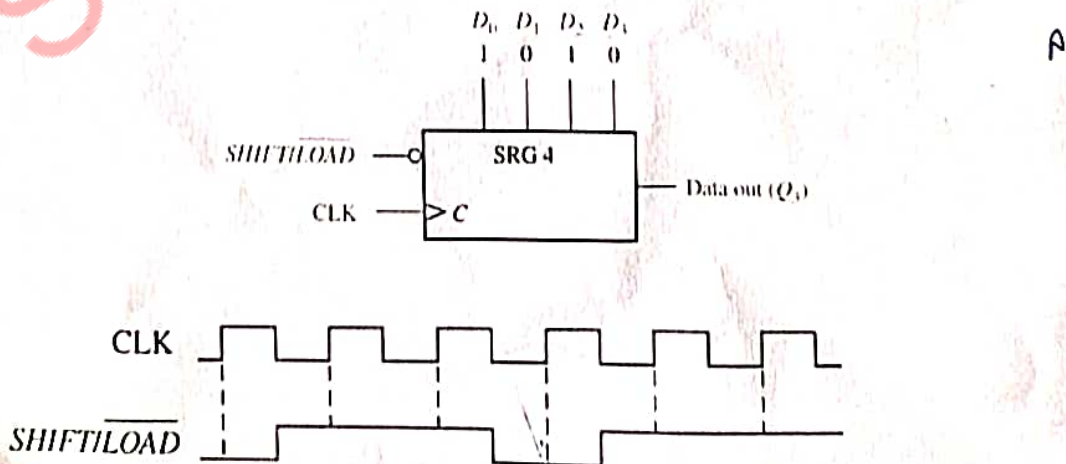 D₀ D₁ D₂ D₃
1 0 1 0
A
SHIFT/LOAD
SRG 4
Data out (Q₃)
CLK
C
CLK
SHIFT/LOAD